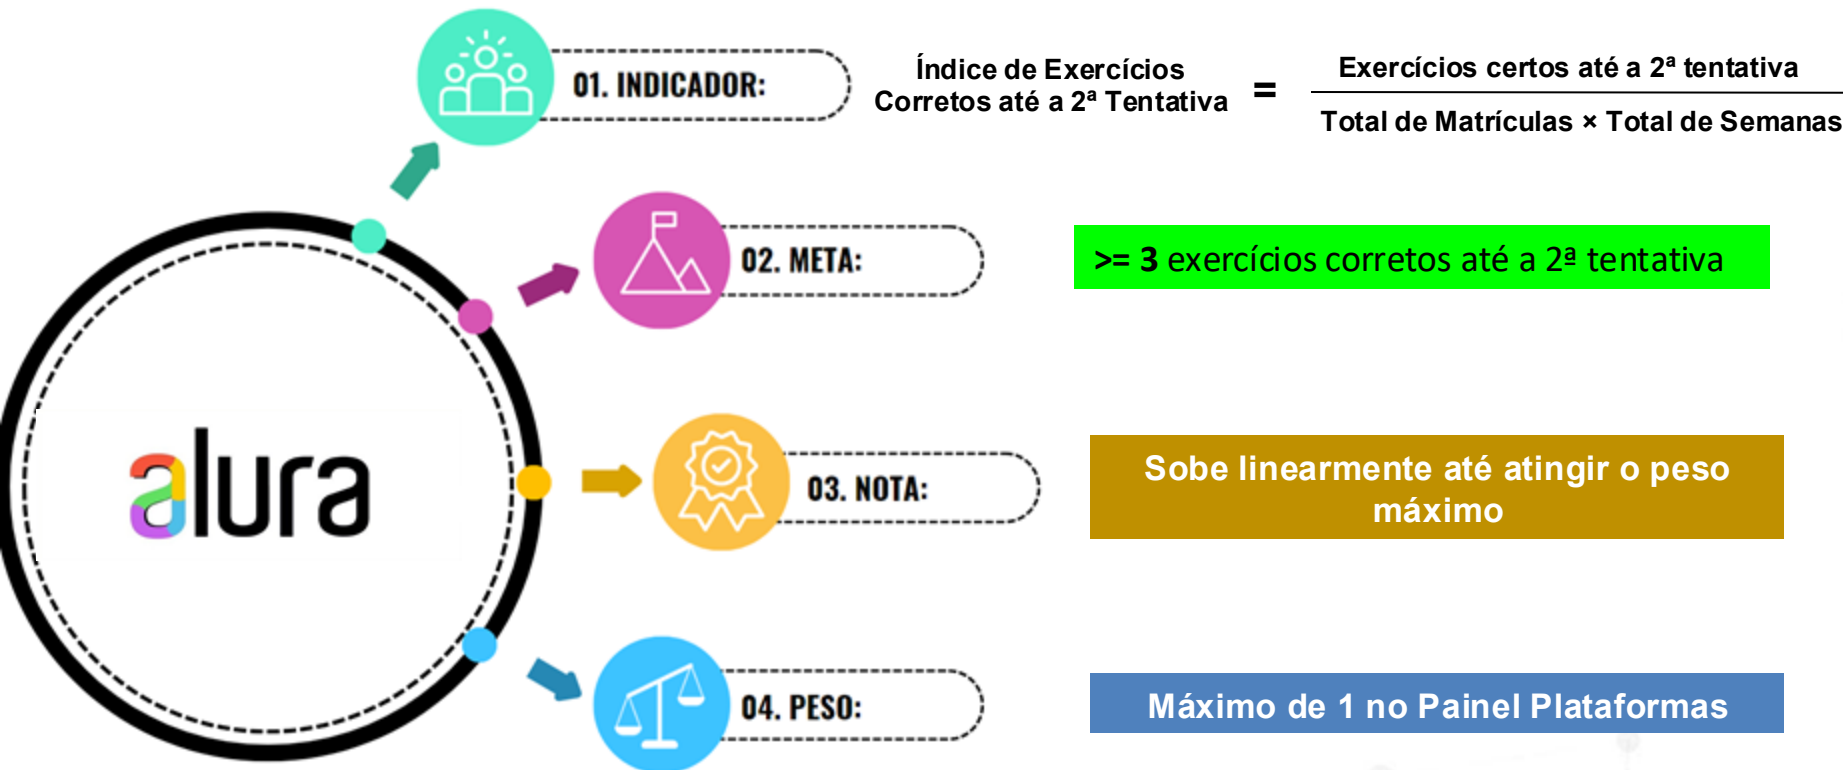 01. INDICADOR:
Índice de Exercícios
Corretos até a 2ª Tentativa
=
Exercícios certos até a 2ª tentativa
Total de Matrículas × Total de Semanas
02. META:
>= 3 exercícios corretos até a 2ª tentativa
alura
03. NOTA:
Sobe linearmente até atingir o peso
máximo
04. PESO:
Máximo de 1 no Painel Plataformas